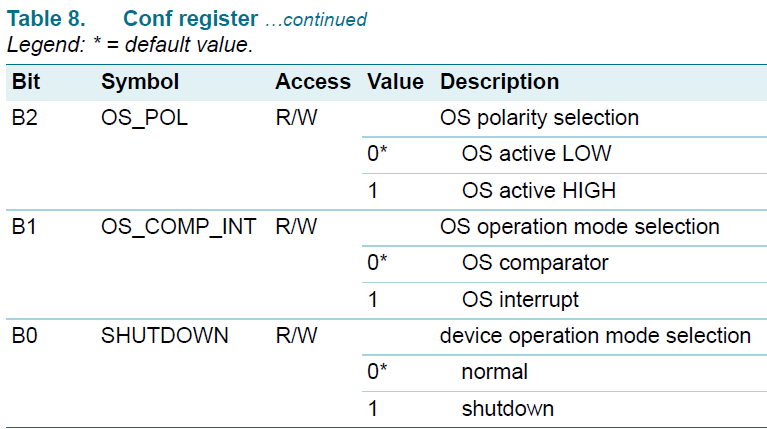 Table 8. Conf register …continued
Legend: * = default value.
Bit Symbol Access Value Description
B2 OS_POL R/W OS polarity selection
0* OS active LOW
1 OS active HIGH
B1 OS_COMP_INT R/W OS operation mode selection
0* OS comparator
1 OS interrupt
B0 SHUTDOWN R/W device operation mode selection
0* normal
1 shutdown